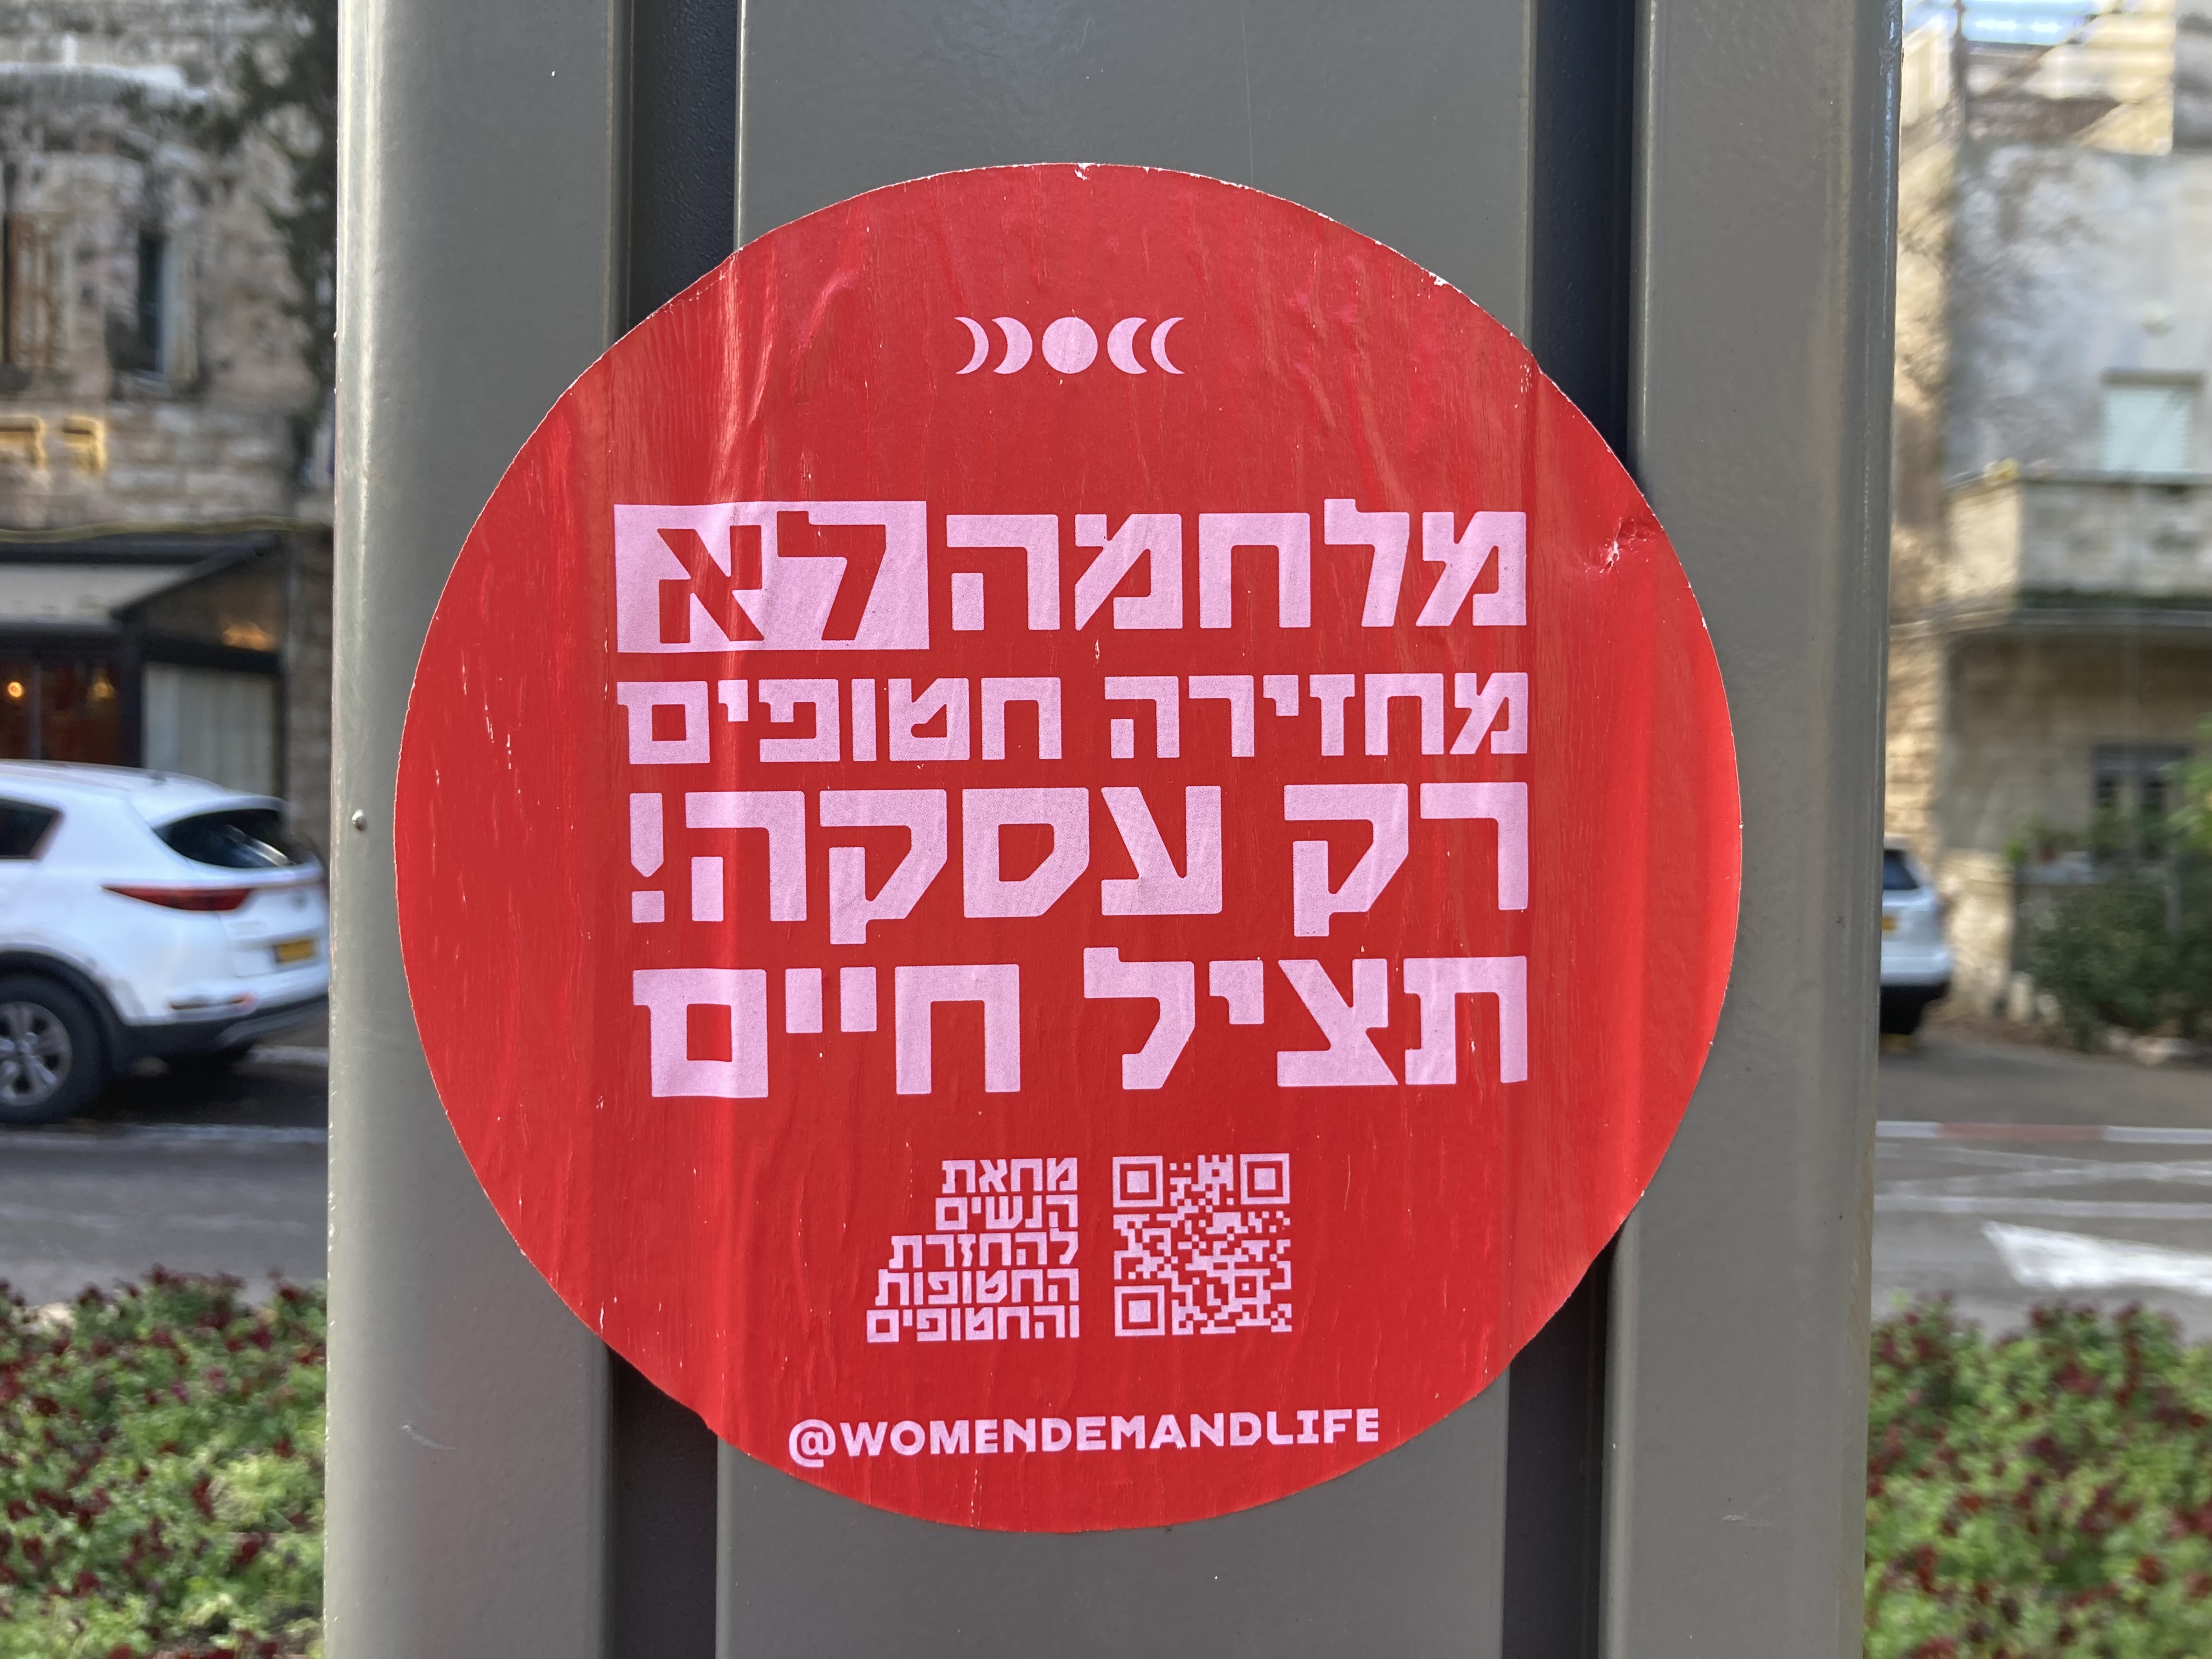 מלחמה לא
מחזירה חטופים
רק עסקה!
תציל חיים
מחאת
הנשים
להחזרת
החטופות
והחטופים
@WOMENDEMANDLIFE